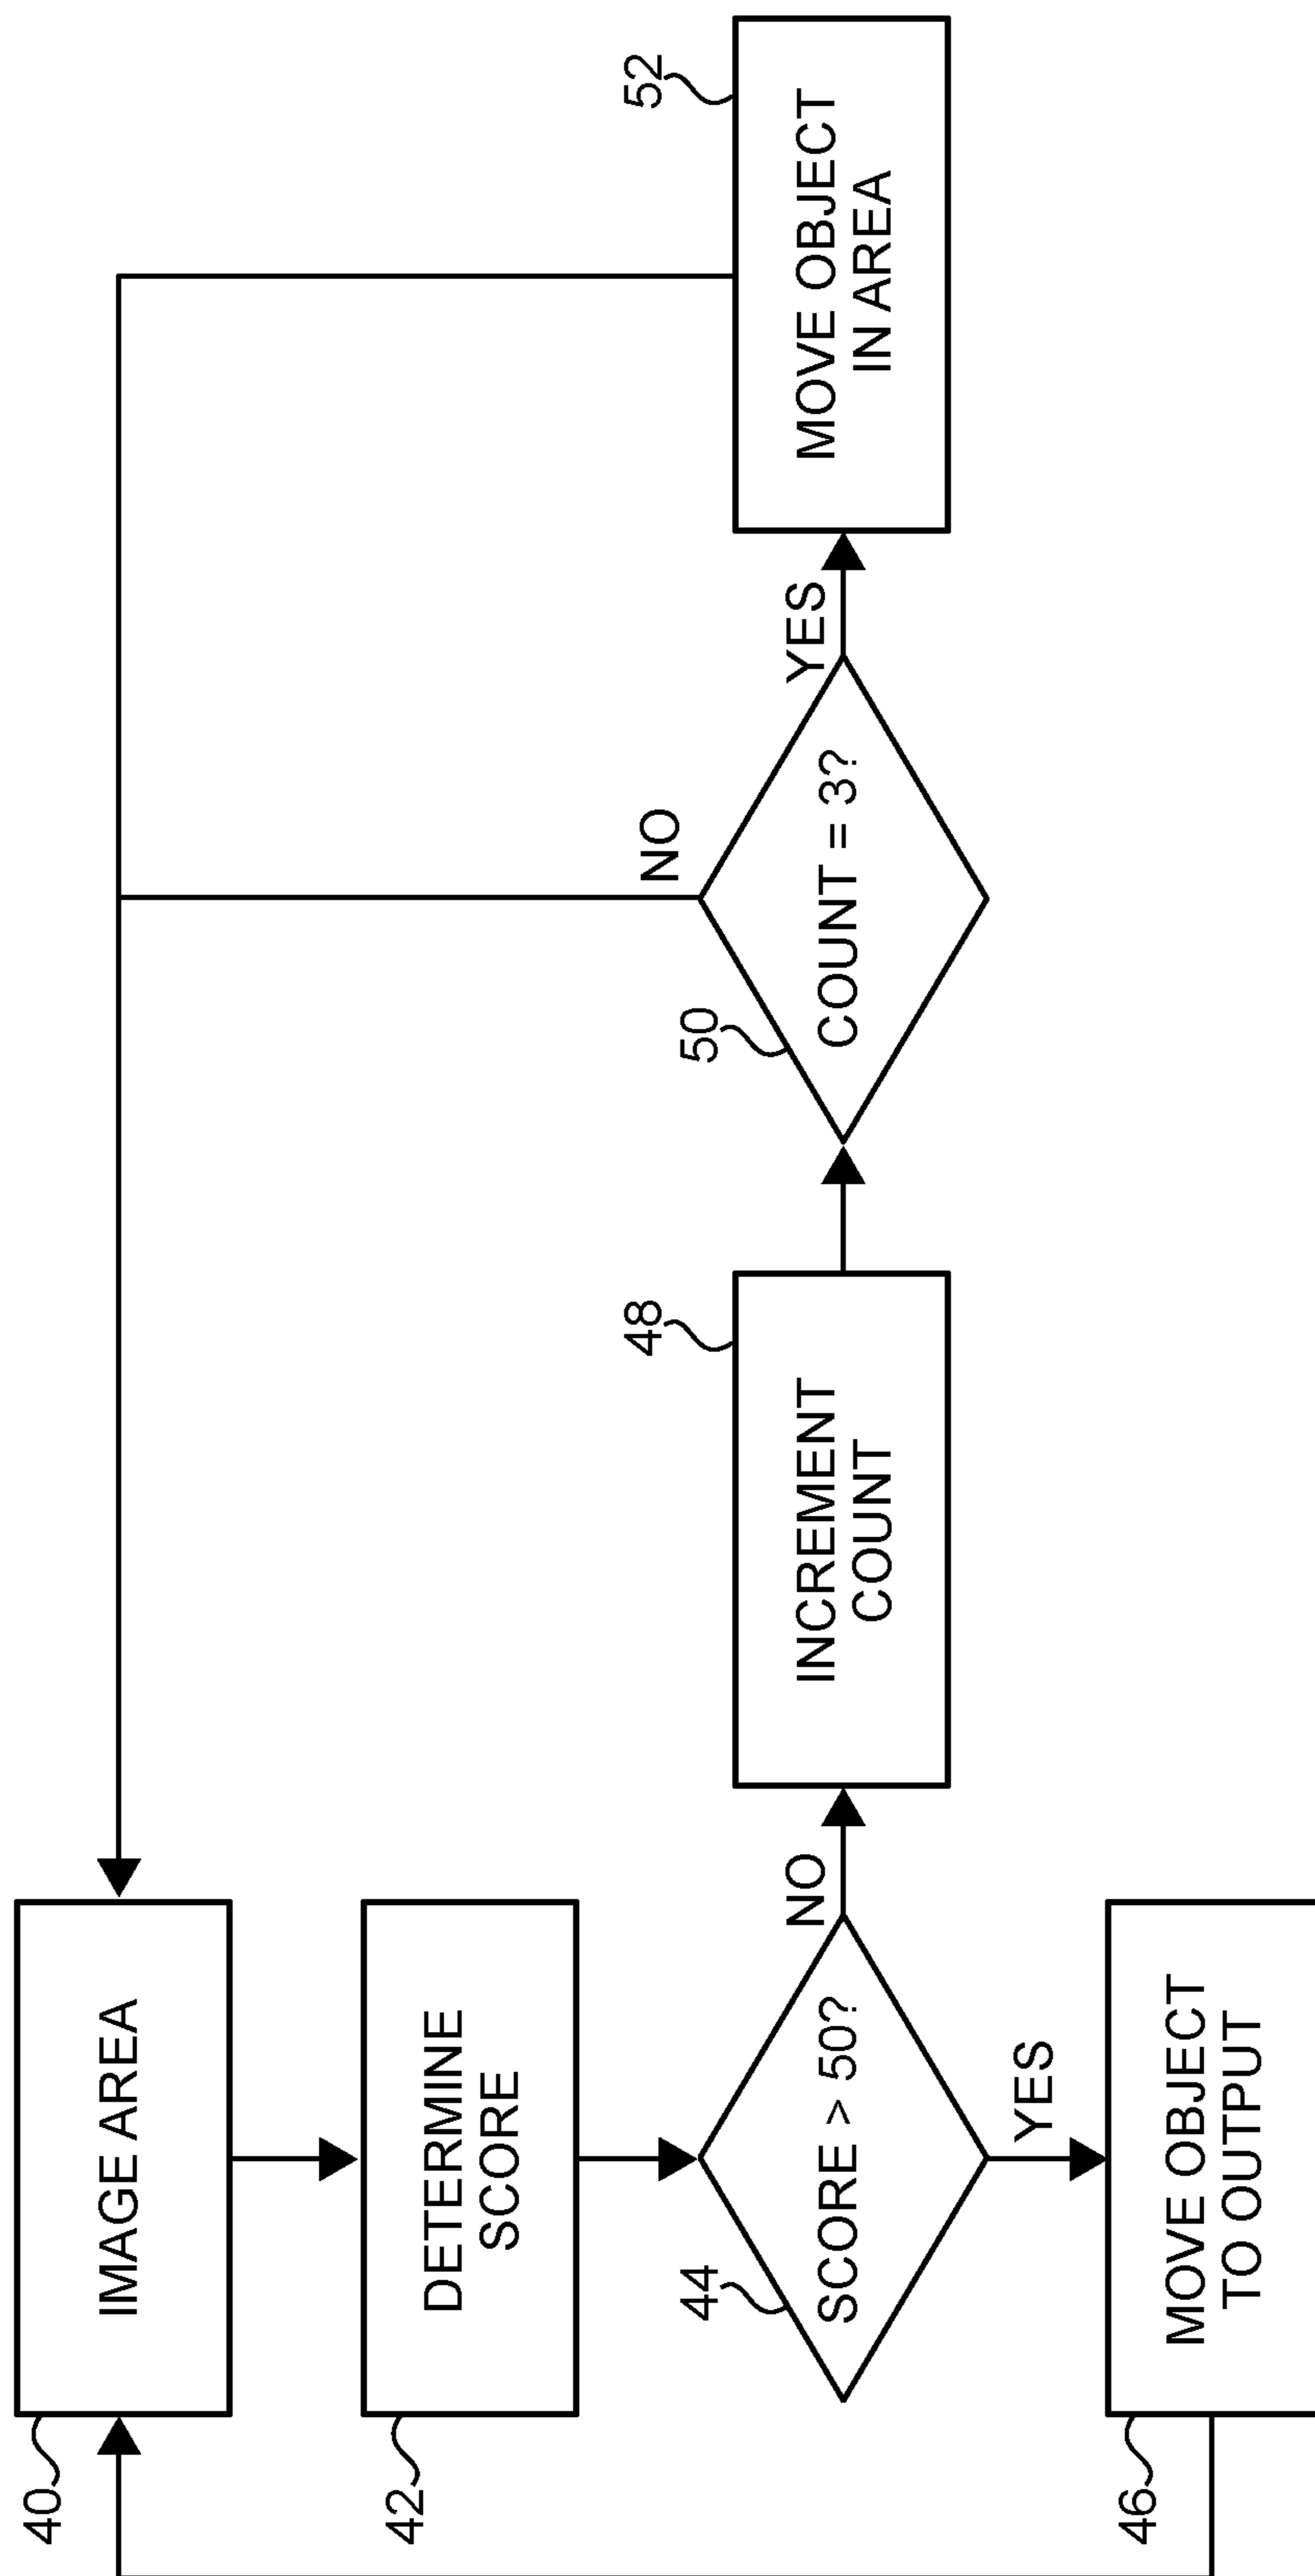 40
IMAGE AREA
42
DETERMINE
SCORE
44
SCORE > 50?
NO
YES
46
MOVE OBJECT
TO OUTPUT
48
INCREMENT
COUNT
50
COUNT = 3?
NO
YES
52
MOVE OBJECT
IN AREA